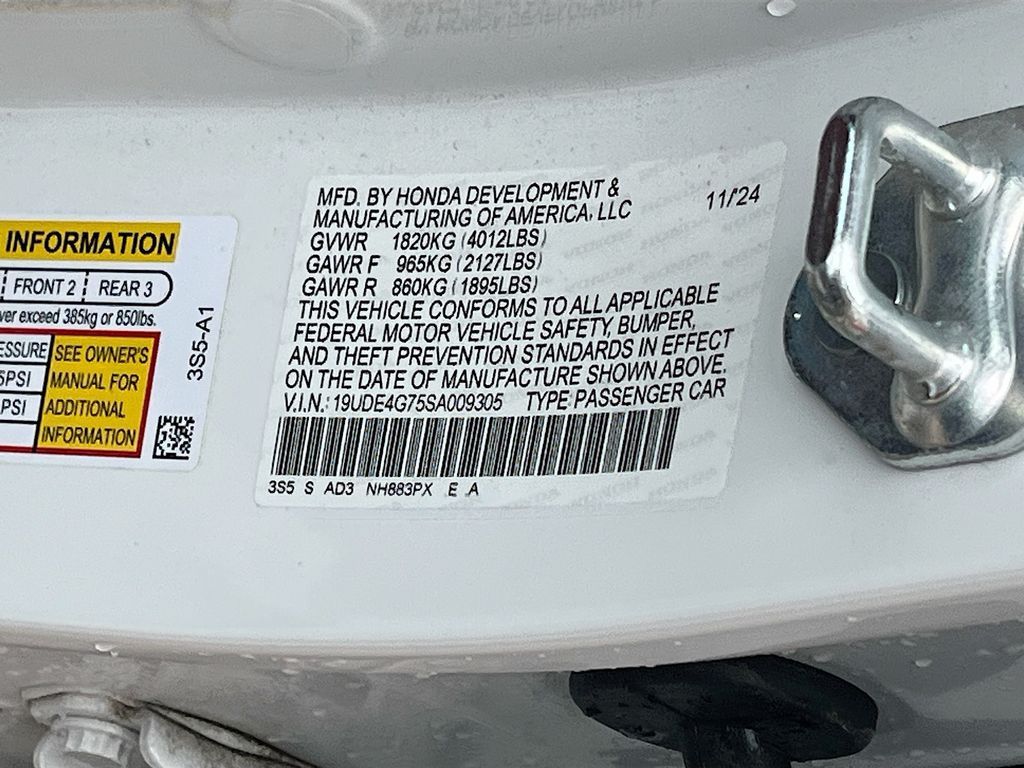 INFORMATION
FRONT 2 REAR 3
ver exceed 385kg or 850lbs.
ESSURE
5PSI
PSI
SEE OWNER'S
MANUAL FOR
ADDITIONAL
INFORMATION
3S5-A1
MFD. BY HONDA DEVELOPMENT &
MANUFACTURING OF AMERICA, LLC 11/'24
GVWR 1820KG (4012LBS)
GAWR F 965KG (2127LBS)
GAWR R 860KG (1895LBS)
THIS VEHICLE CONFORMS TO ALL APPLICABLE
FEDERAL MOTOR VEHICLE SAFETY, BUMPER,
AND THEFT PREVENTION STANDARDS IN EFFECT
ON THE DATE OF MANUFACTURE SHOWN ABOVE.
V.I.N.: 19UDE4G75SA009305 TYPE PASSENGER CAR
3S5 S AD3 NH883PX E A